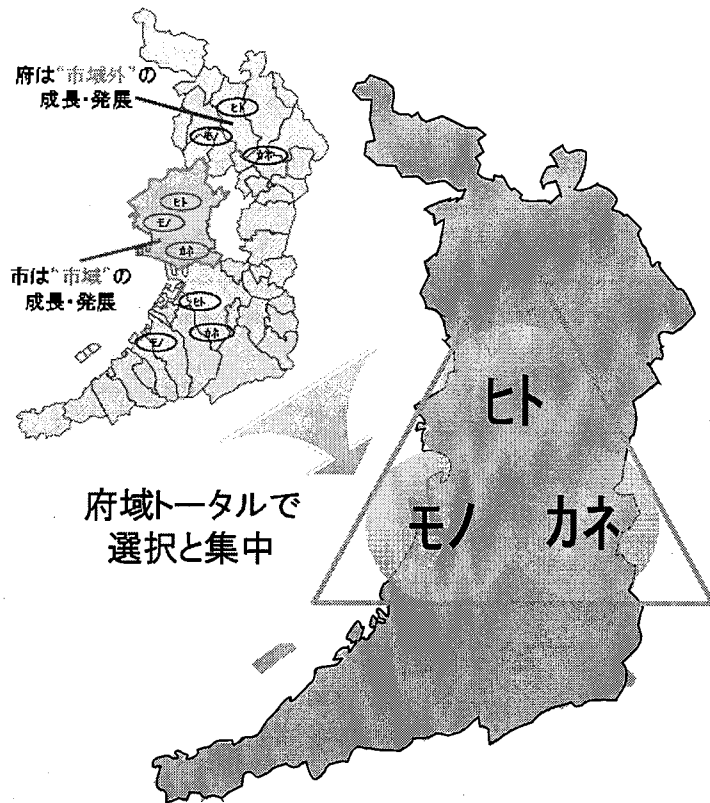 府は“市域外”の
成長・発展
ヒト
モノ
カネ
ヒト
モノ
カネ
市は“市域”の
成長・発展
ヒト
カネ
モノ
府域トータルで
選択と集中
ヒト
モノ カネ